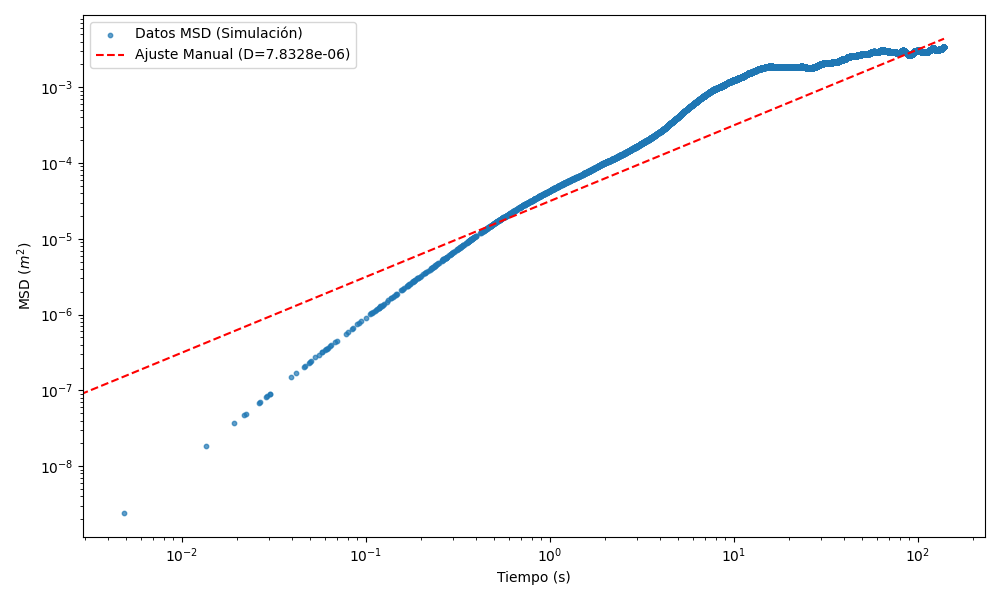 Datos MSD (Simulación)
Ajuste Manual (D=7.8328e-06)
10⁻³
10⁻⁴
10⁻⁵
10⁻⁶
10⁻⁷
10⁻⁸
MSD (m²)
10⁻² 10⁻¹ 10⁰ 10¹ 10²
Tiempo (s)